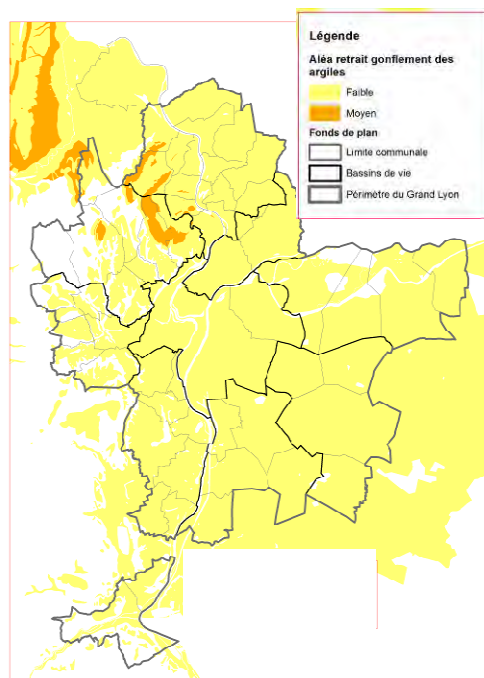 Légende
Aléa retrait gonflement des
argiles
Faible
Moyen
Fonds de plan
Limite communale
Bassins de vie
Périmètre du Grand Lyon